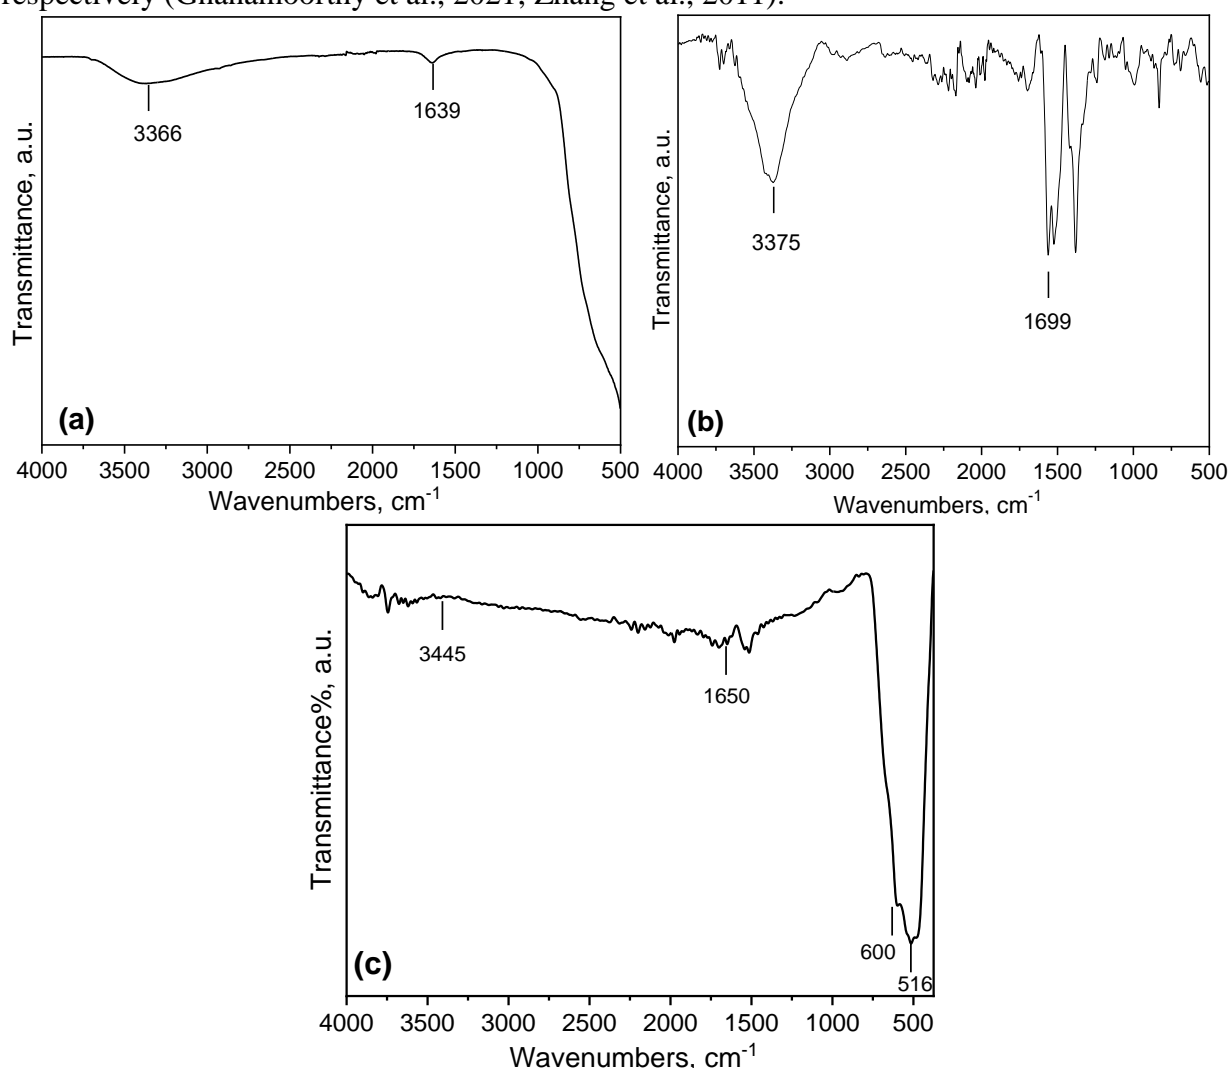 respectively (Gnanamoorthy et al., 2021; Zhang et al., 2011).
Transmittance, a.u.
3366
1639
(a)
4000 3500 3000 2500 2000 1500 1000 500
Wavenumbers, cm-1
Transmittance, a.u.
3375
1699
(b)
4000 3500 3000 2500 2000 1500 1000 500
Wavenumbers, cm-1
Transmittance%, a.u.
3445
1650
600
516
(c)
4000 3500 3000 2500 2000 1500 1000 500
Wavenumbers, cm-1